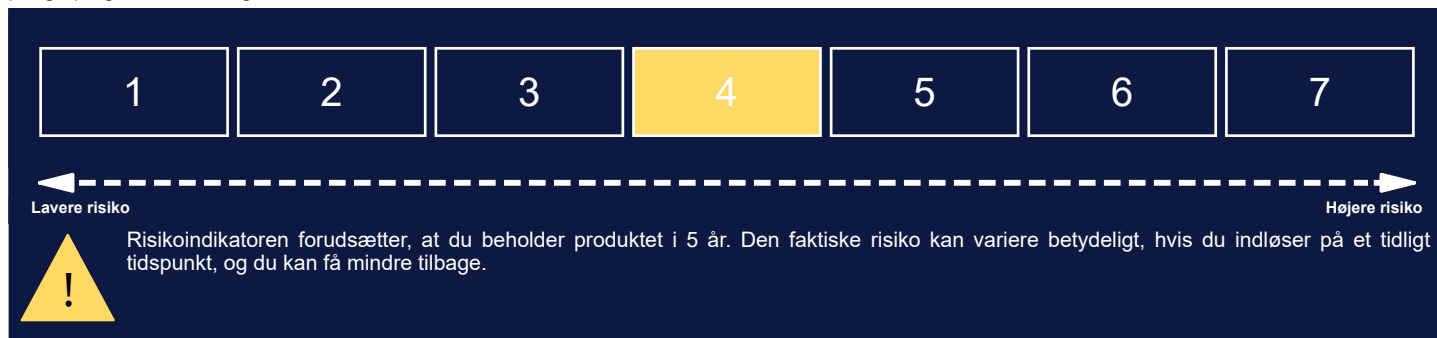 1 2 3 4 5 6 7
Lavere risiko Højere risiko
Risikoindikatoren forudsætter, at du beholder produktet i 5 år. Den faktiske risiko kan variere betydeligt, hvis du indløser på et tidligt
tidspunkt, og du kan få mindre tilbage.
!